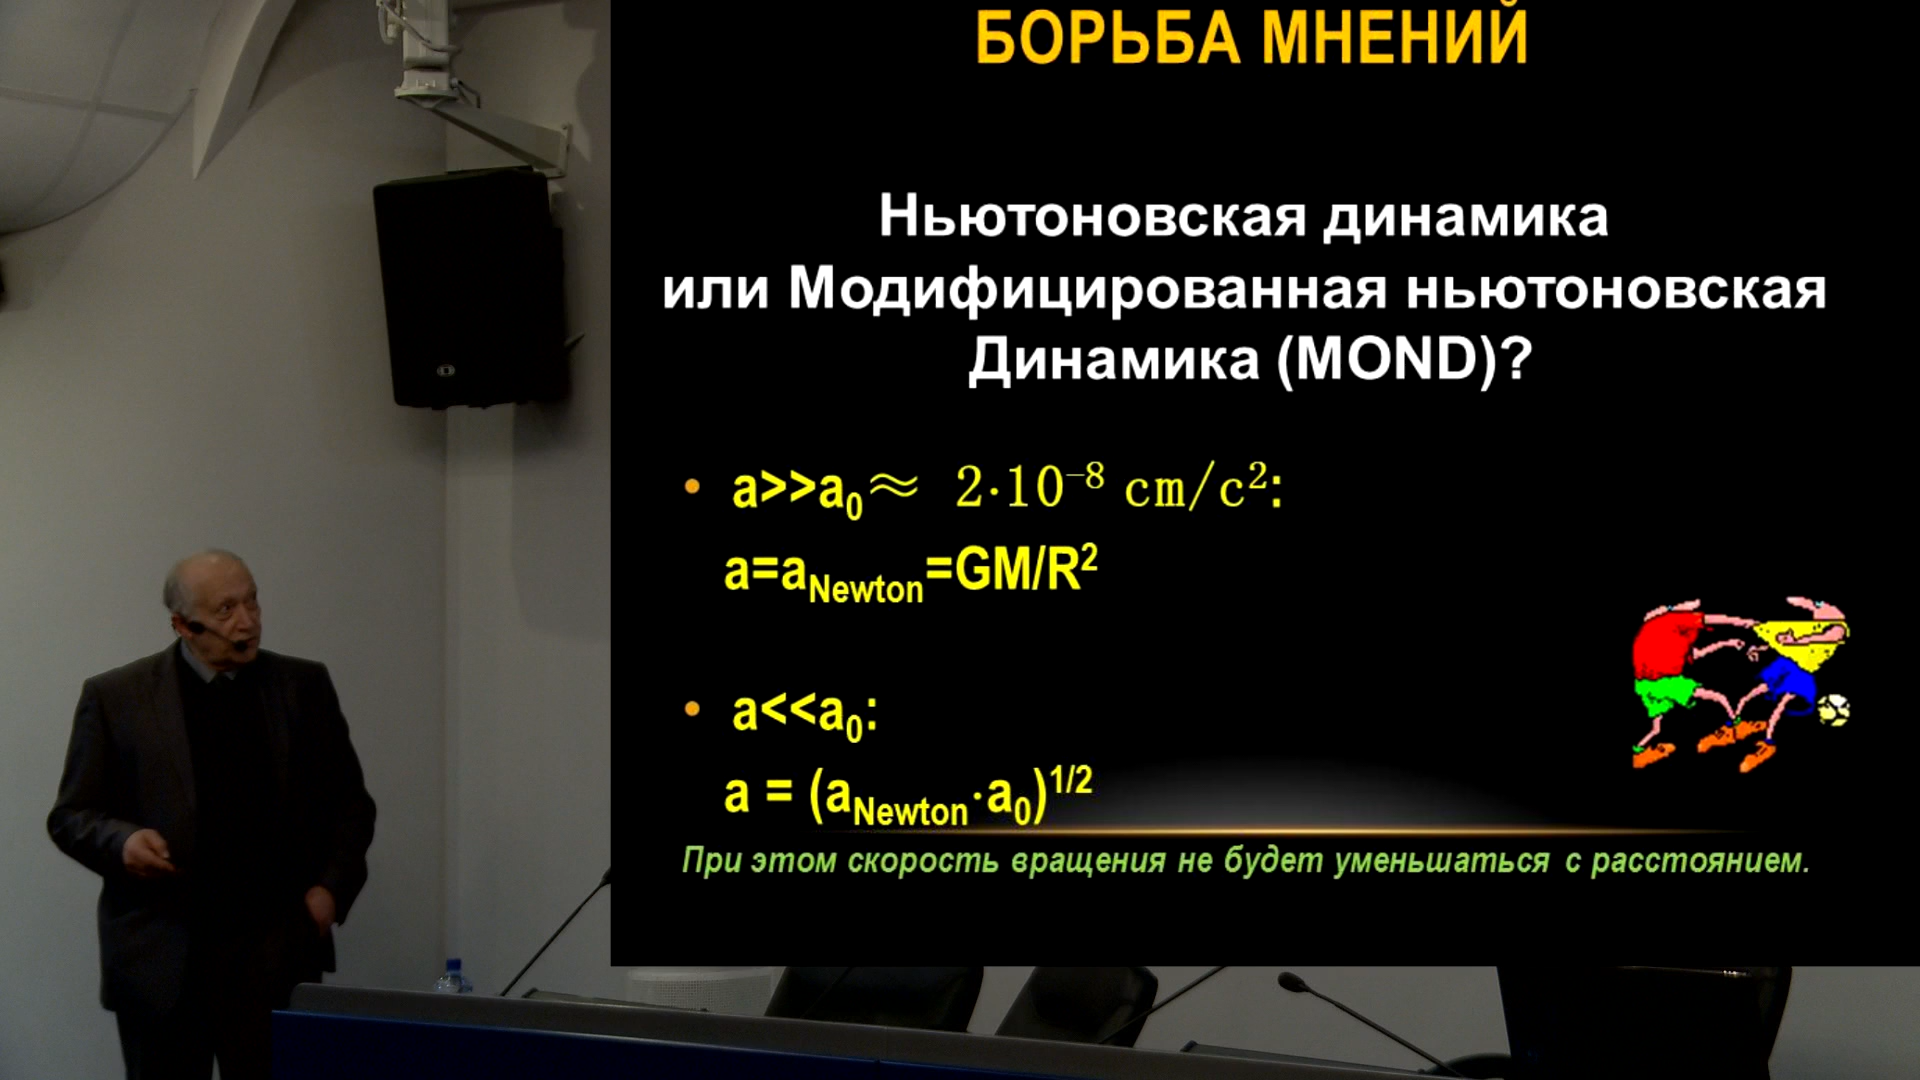 БОРЬБА МНЕНИЙ
Ньютоновская динамика
или Модифицированная ньютоновская
Динамика (MOND)?
• a>>a₀≈ 2·10⁻⁸ cm/c²:
a=aNewton=GM/R²
• a<<a₀:
a = (aNewton·a₀)¹/²
При этом скорость вращения не будет уменьшаться с расстоянием.